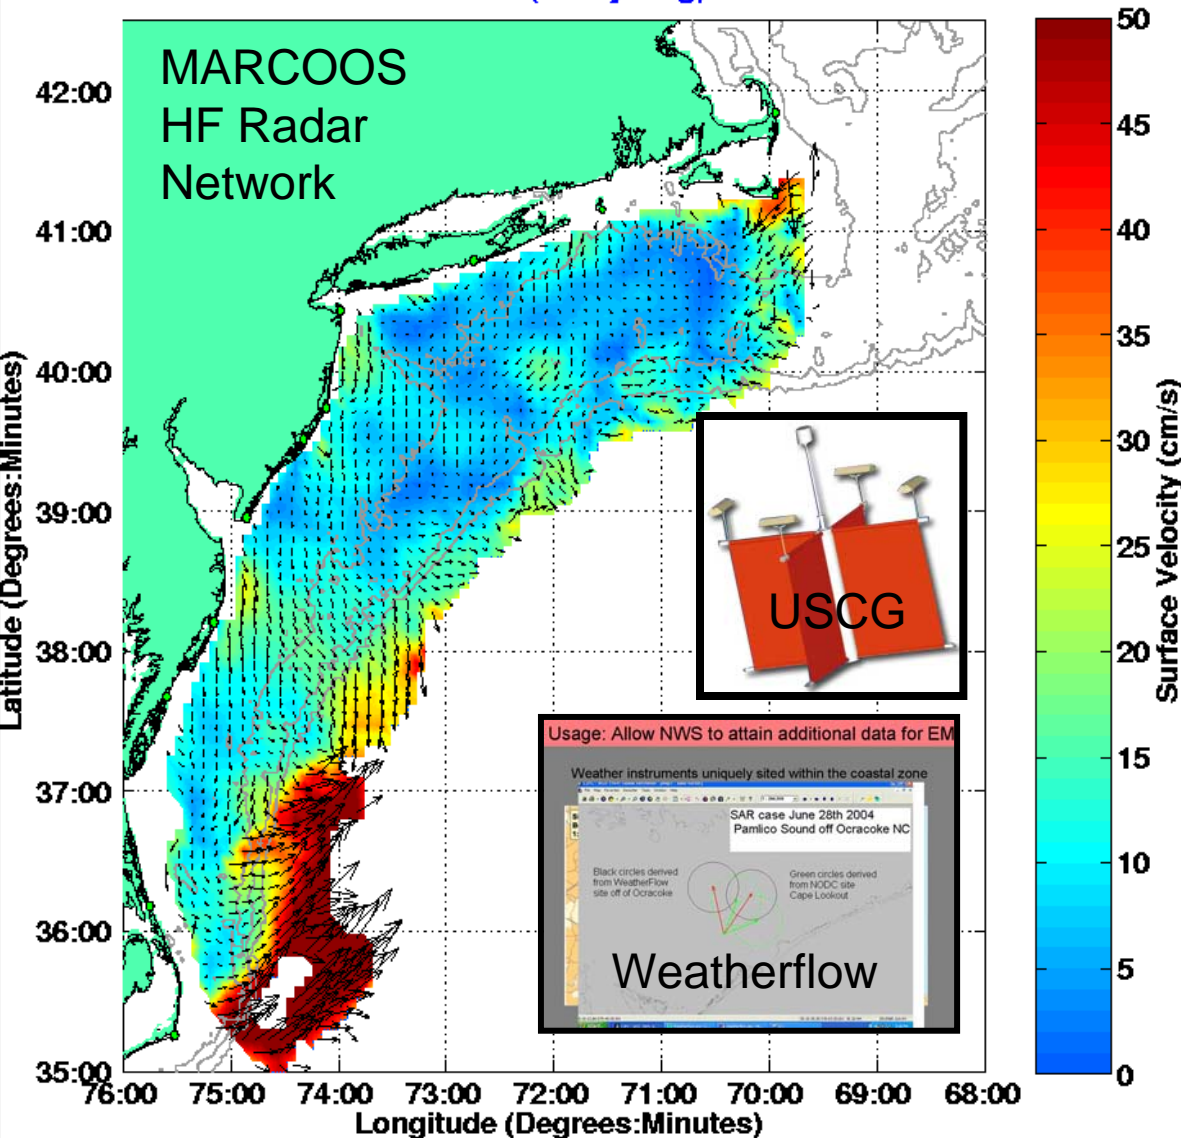 MARCOOS
HF Radar
Network
42:00
41:00
40:00
39:00
38:00
37:00
36:00
35:00
Latitude (Degrees:Minutes)
76:00 75:00 74:00 73:00 72:00 71:00 70:00 69:00 68:00
Longitude (Degrees:Minutes)
50
45
40
35
30
25
20
15
10
5
0
Surface Velocity (cm/s)
USCG
Usage: Allow NWS to attain additional data for EM
Weather instruments uniquely sited within the coastal zone
SAR case June 28th 2004
Pamlico Sound off Ocracoke NC
Black circles derived
from WeatherFlow
site off of Ocracoke
Green circles derived
from NODC site
Cape Lookout
Weatherflow